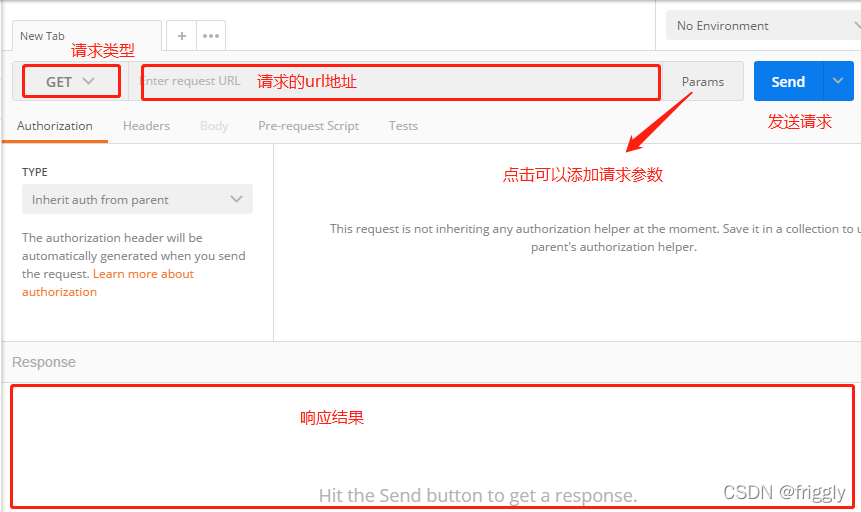 New Tab
No Environment
请求类型
GET
Enter request URL
请求的url地址
Params
Send
发送请求
Authorization
Headers
Body
Pre-request Script
Tests
TYPE
点击可以添加请求参数
Inherit auth from parent
The authorization header will be
automatically generated when you send
the request. Learn more about
authorization
This request is not inheriting any authorization helper at the moment. Save it in a collection to u
parent's authorization helper.
Response
响应结果
Hit the Send button to get a response.
CSDN @friggly